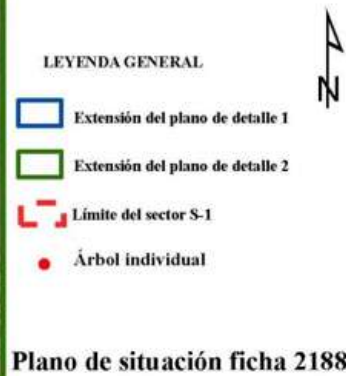 N
LEYENDA GENERAL
Extensión del plano de detalle 1
Extensión del plano de detalle 2
Límite del sector S-1
Árbol individual
Plano de situación ficha 2188